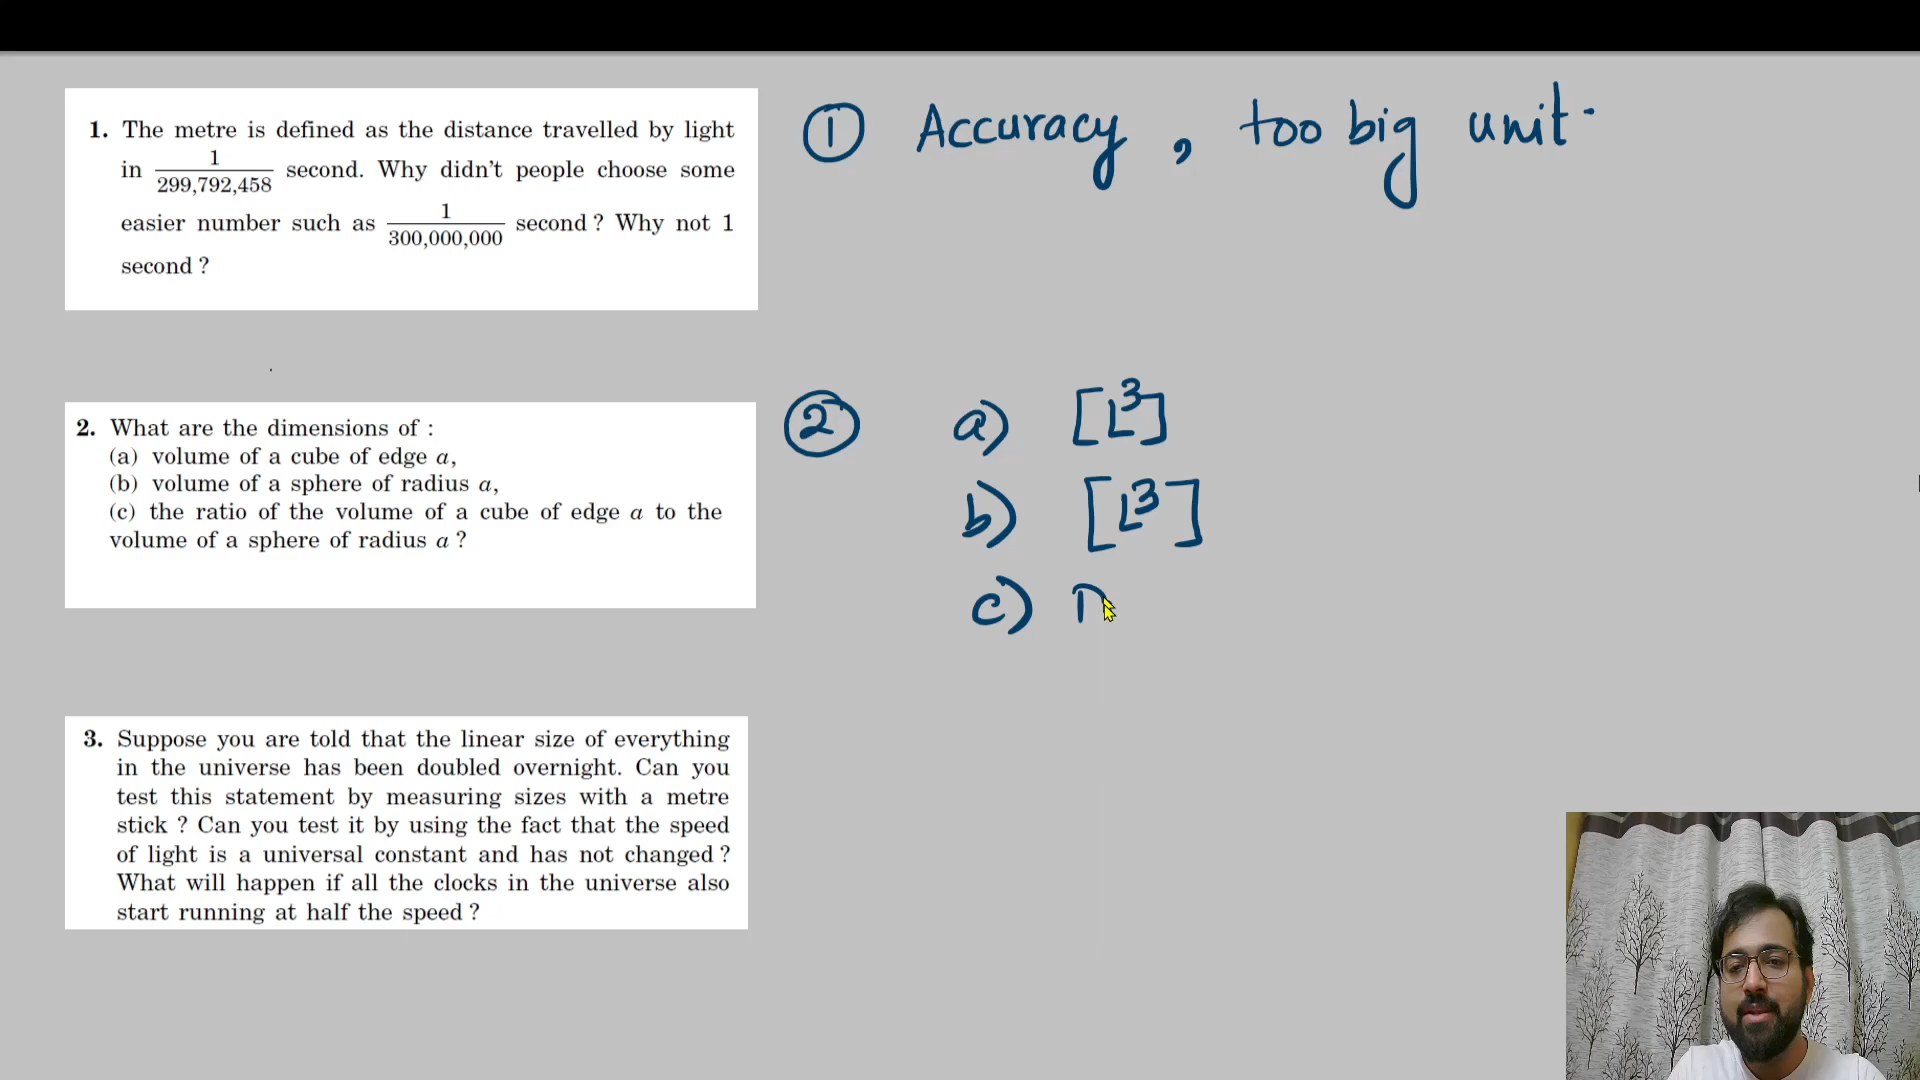 1. The metre is defined as the distance travelled by light
in 1/299,792,458 second. Why didn't people choose some
easier number such as 1/300,000,000 second ? Why not 1
second ?
① Accuracy , too big unit.
2. What are the dimensions of :
(a) volume of a cube of edge a,
(b) volume of a sphere of radius a,
(c) the ratio of the volume of a cube of edge a to the
volume of a sphere of radius a ?
② a) [L³]
b) [L³]
c)
3. Suppose you are told that the linear size of everything
in the universe has been doubled overnight. Can you
test this statement by measuring sizes with a metre
stick ? Can you test it by using the fact that the speed
of light is a universal constant and has not changed ?
What will happen if all the clocks in the universe also
start running at half the speed ?